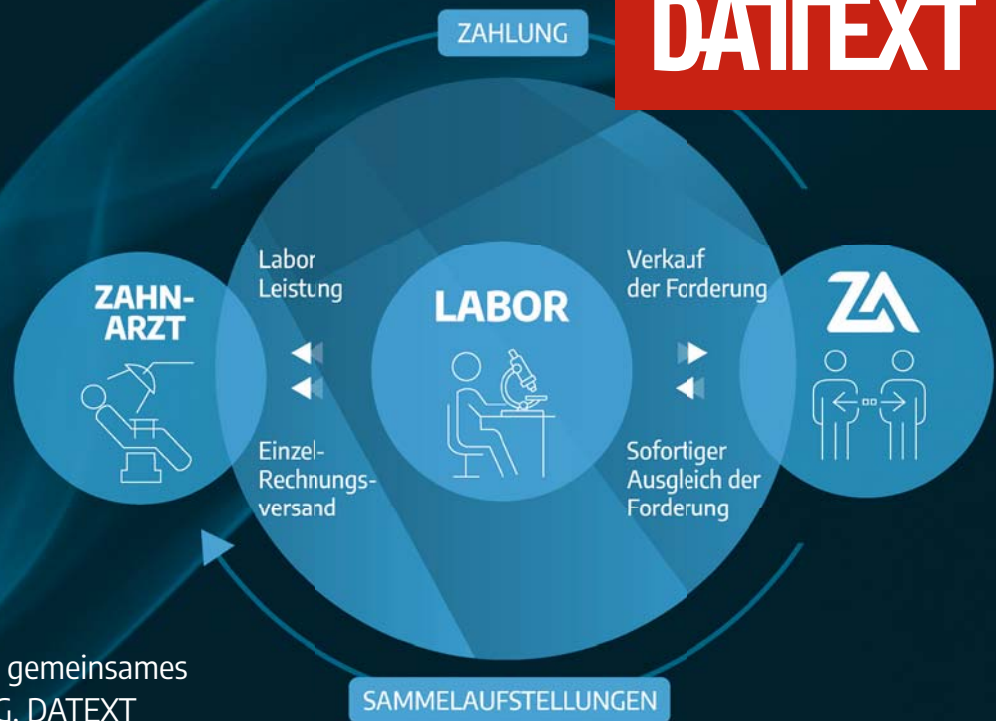 ZAHLUNG
DATEXT
ZAHN-
ARZT
Labor
Leistung
Einzel-
Rechnungs-
versand
LABOR
Verkauf
der Forderung
Sofortiger
Ausgleich der
Forderung
ZA
gemeinsames
G. DATEXT
SAMMELAUFSTELLUNGEN